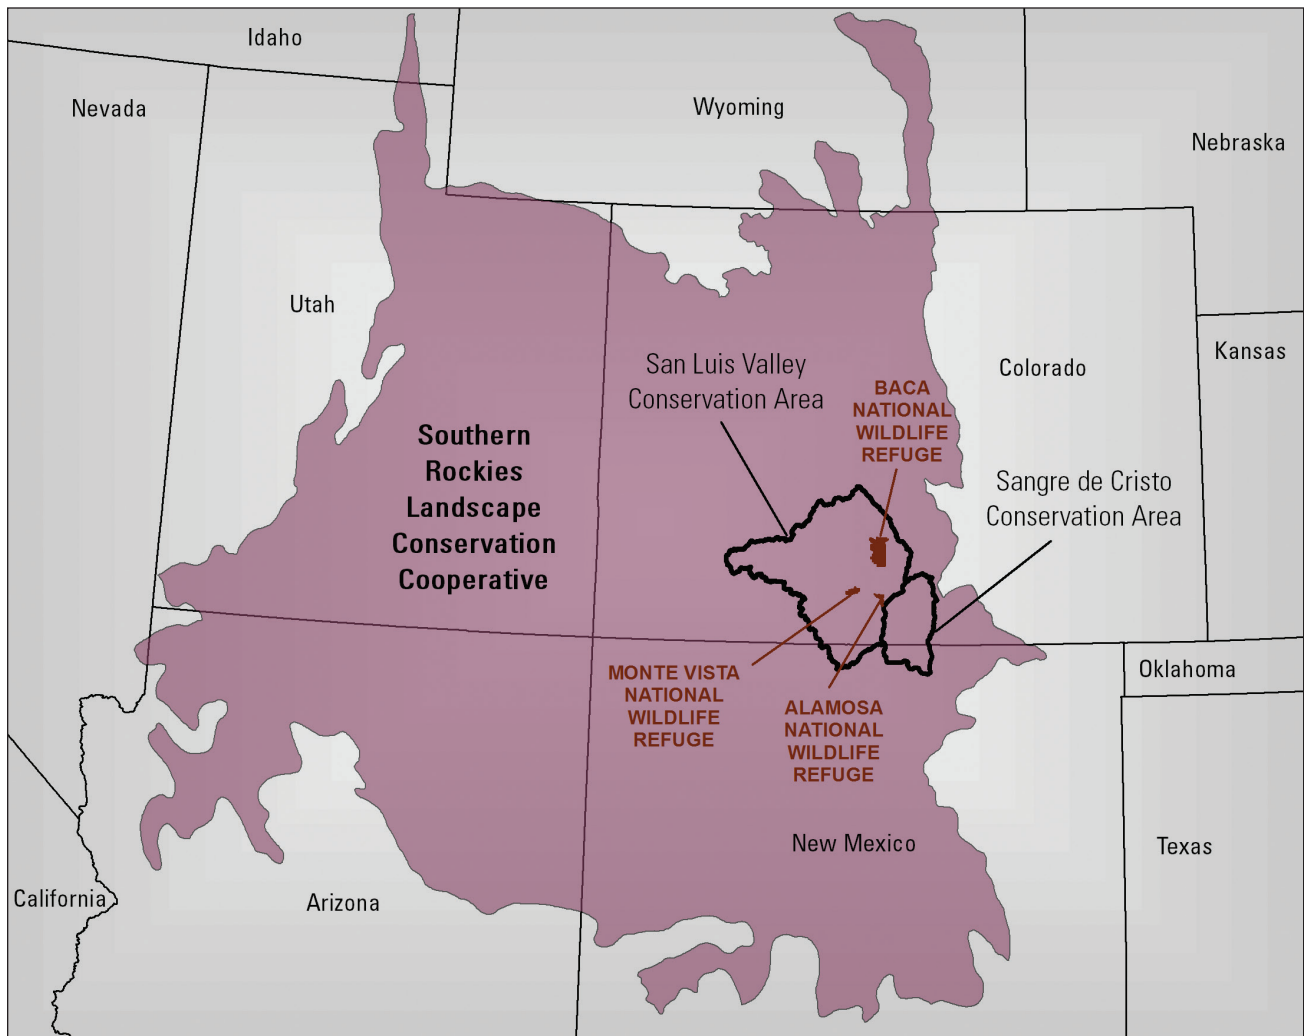 Idaho
Nevada
Wyoming
Nebraska
Utah
Kansas
San Luis Valley
Conservation Area
Colorado
BACA
NATIONAL
WILDLIFE
REFUGE
Southern
Rockies
Landscape
Conservation
Cooperative
Sangre de Cristo
Conservation Area
MONTE VISTA
NATIONAL
WILDLIFE
REFUGE
ALAMOSA
NATIONAL
WILDLIFE
REFUGE
Oklahoma
New Mexico
Texas
California
Arizona